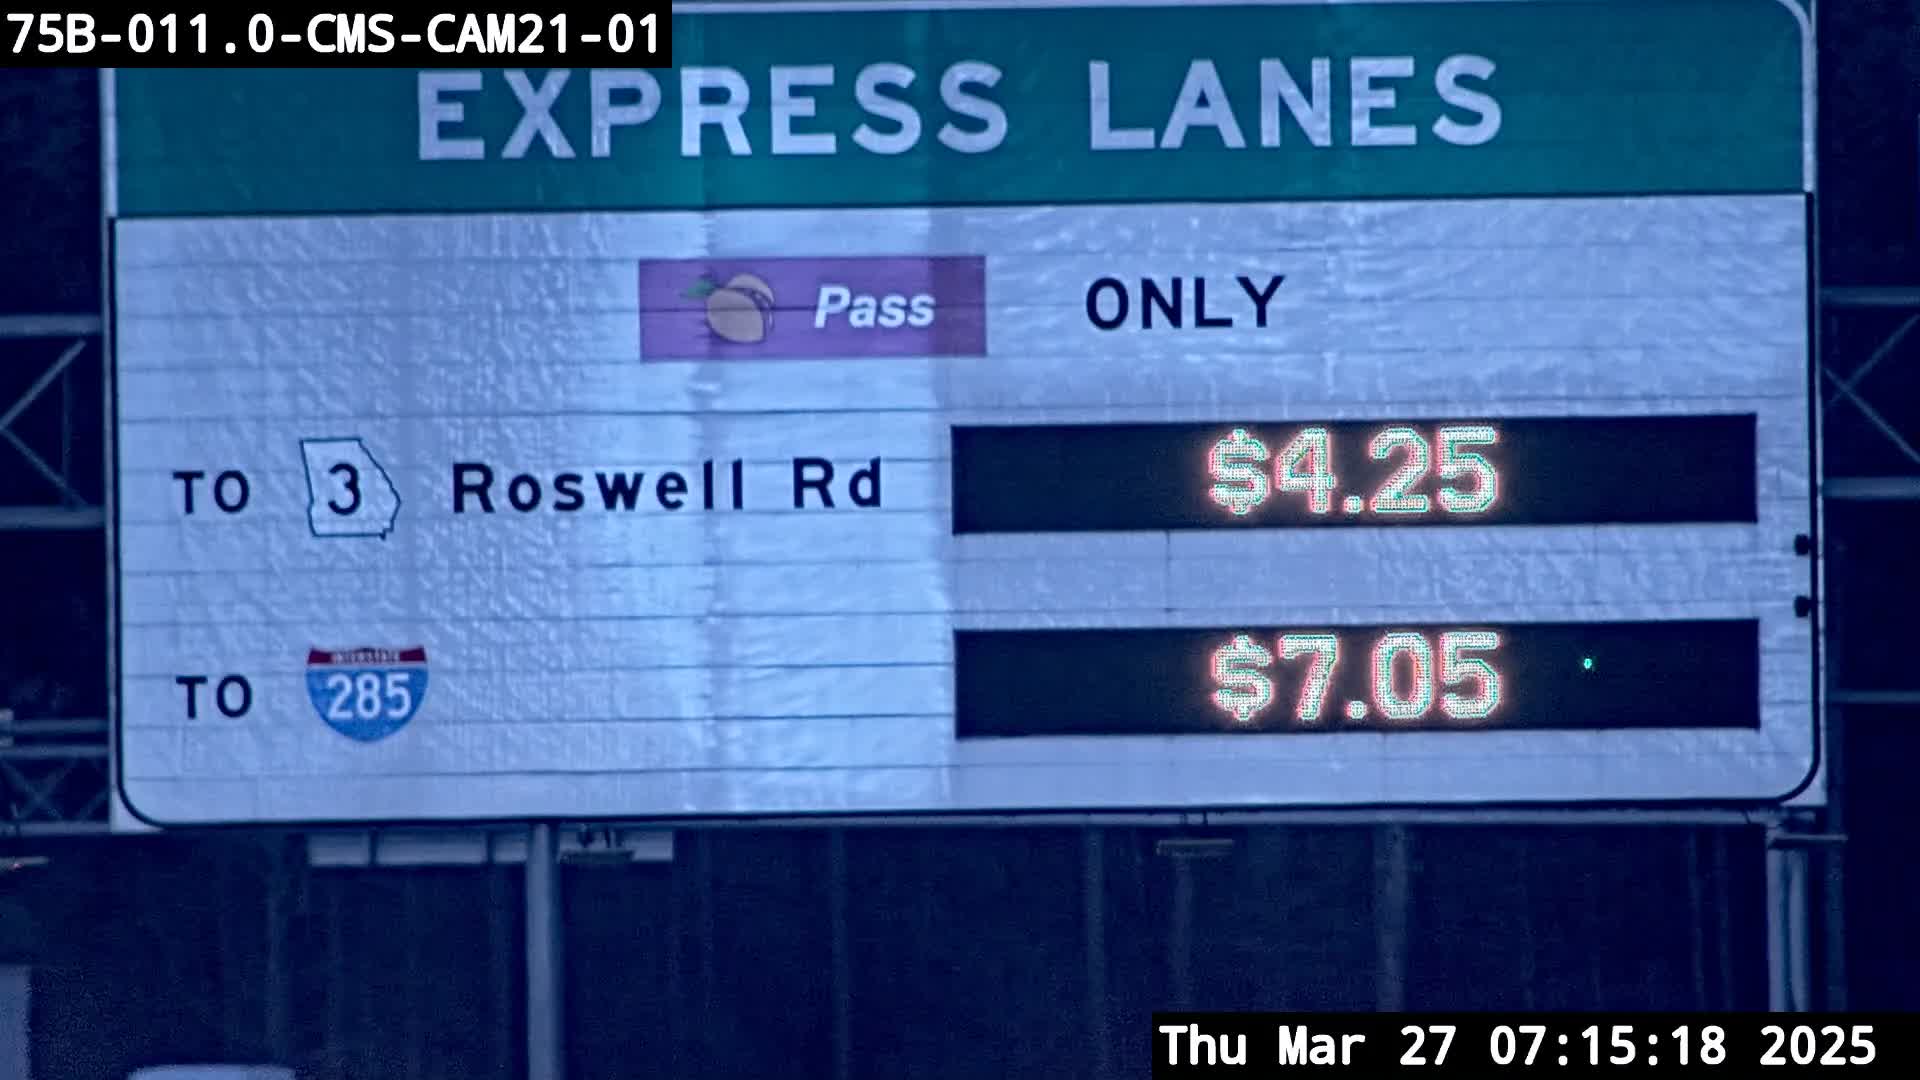 75B-011.0-CMS-CAM21-01
EXPRESS LANES
Pass ONLY
TO 3 Roswell Rd $4.25
TO 285 $7.05
Thu Mar 27 07:15:18 2025